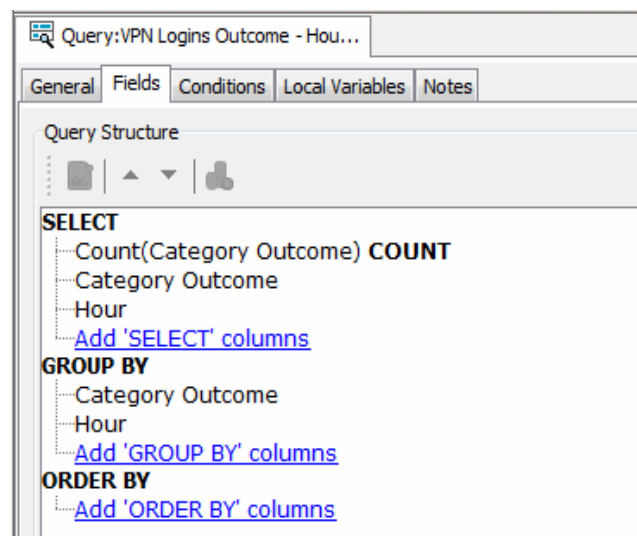 Query:VPN Logins Outcome - Hou...
General Fields Conditions Local Variables Notes
Query Structure
SELECT
Count(Category Outcome) COUNT
Category Outcome
Hour
Add 'SELECT' columns
GROUP BY
Category Outcome
Hour
Add 'GROUP BY' columns
ORDER BY
Add 'ORDER BY' columns